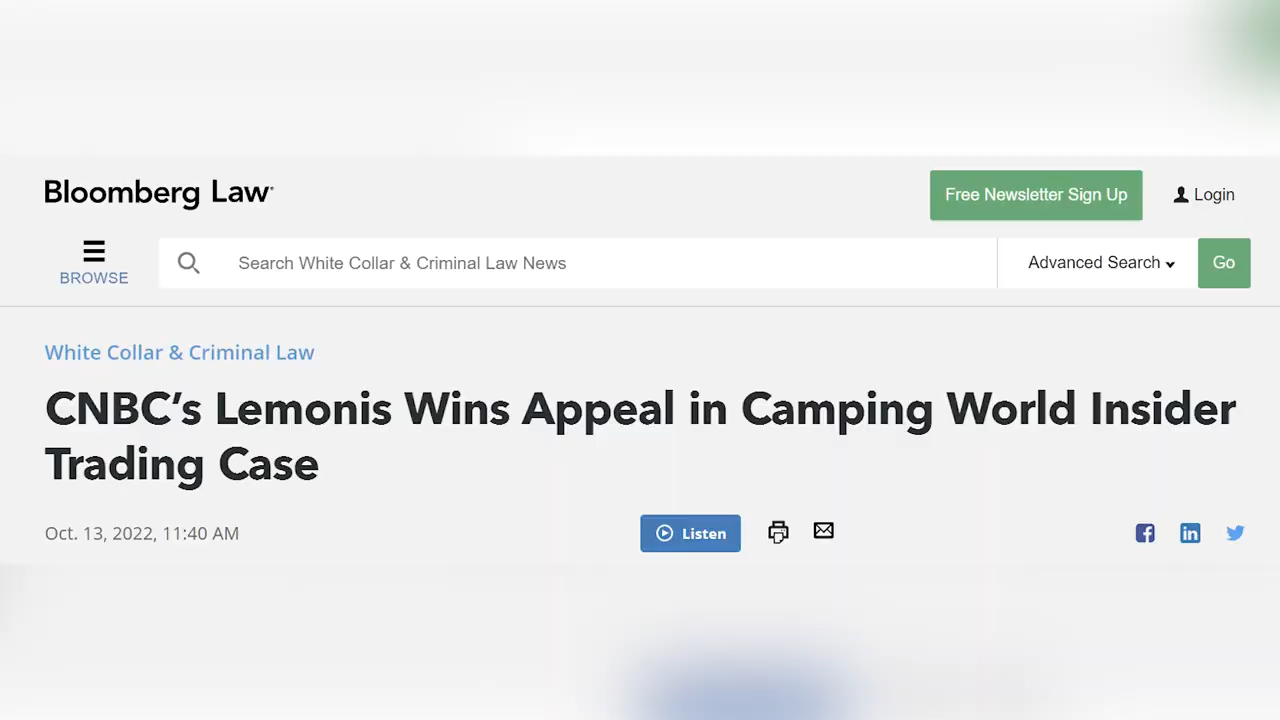 Bloomberg Law®
Free Newsletter Sign Up
Login
BROWSE
Search White Collar & Criminal Law News
Advanced Search
Go
White Collar & Criminal Law
CNBC’s Lemonis Wins Appeal in Camping World Insider
Trading Case
Oct. 13, 2022, 11:40 AM
Listen